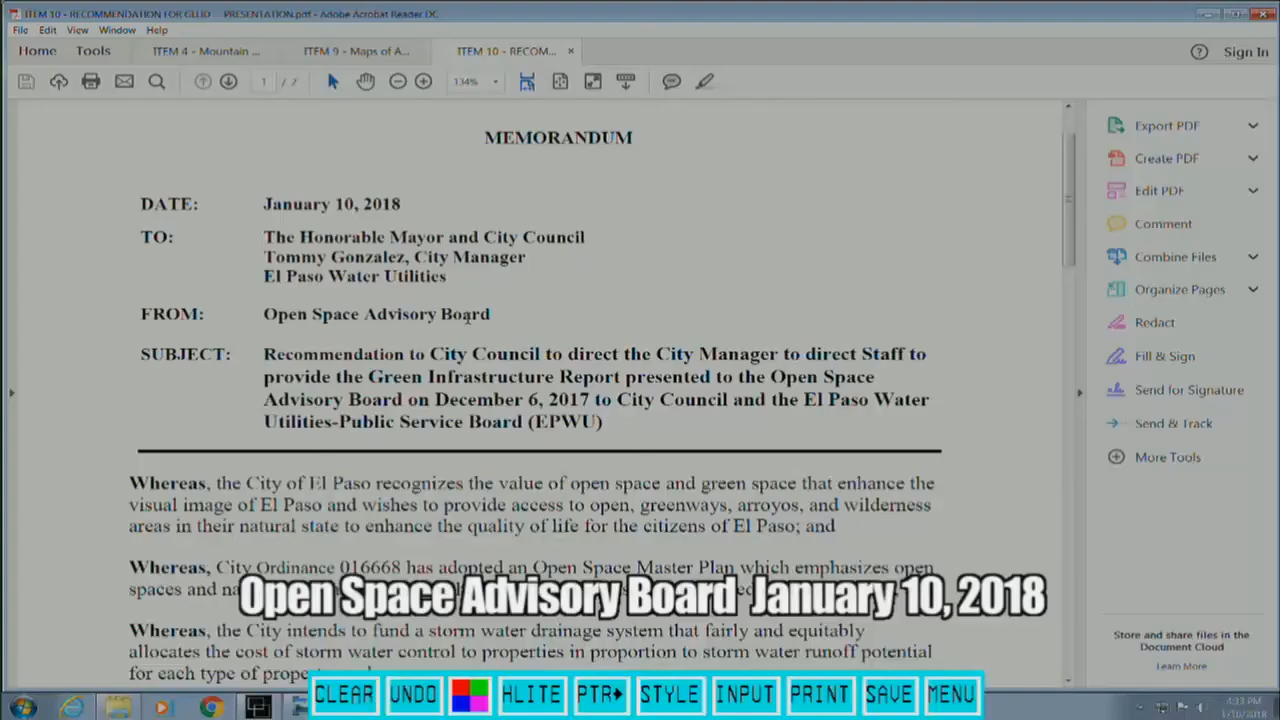 ITEM 10 - RECOMMENDATION FOR GI.UD PRESENTATION.pdf - Adobe Acrobat Reader DC
File Edit View Window Help
Home Tools ITEM 4 - Mountain ... ITEM 9 - Maps of A... ITEM 10 - RECOM... × Sign In
1 / 134%
MEMORANDUM
DATE: January 10, 2018
TO: The Honorable Mayor and City Council
Tommy Gonzalez, City Manager
El Paso Water Utilities
FROM: Open Space Advisory Board
SUBJECT: Recommendation to City Council to direct the City Manager to direct Staff to
provide the Green Infrastructure Report presented to the Open Space
Advisory Board on December 6, 2017 to City Council and the El Paso Water
Utilities-Public Service Board (EPWU)
Whereas, the City of El Paso recognizes the value of open space and green space that enhance the
visual image of El Paso and wishes to provide access to open, greenways, arroyos, and wilderness
areas in their natural state to enhance the quality of life for the citizens of El Paso; and
Whereas, City Ordinance 016668 has adopted an Open Space Master Plan which emphasizes open
spaces and
Whereas, the City intends to fund a storm water drainage system that fairly and equitably
allocates the cost of storm water control to properties in proportion to storm water runoff potential
for each type of
Export PDF
Create PDF
Edit PDF
Comment
Combine Files
Organize Pages
Redact
Fill & Sign
Send for Signature
Send & Track
More Tools
Store and share files in the
Document Cloud
Learn More
Open Space Advisory Board January 10, 2018
CLEAR UNDO HLITE PTR STYLE INPUT PRINT SAVE MENU
4:33 PM
1/10/2018